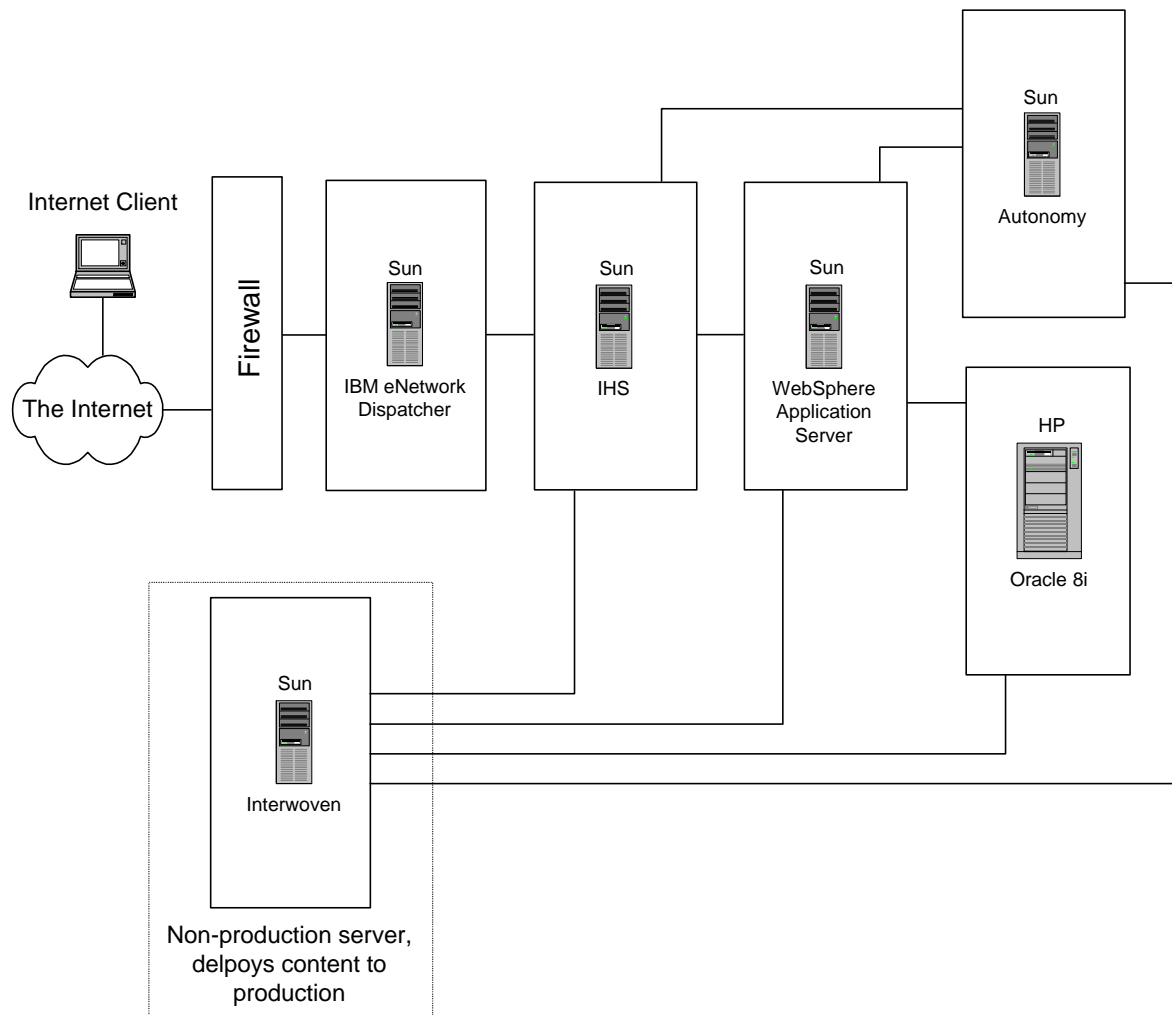 Sun
Autonomy
Internet Client
The Internet
Firewall
Sun
IBM eNetwork
Dispatcher
Sun
IHS
Sun
WebSphere
Application
Server
HP
Oracle 8i
Sun
Interwoven
Non-production server,
delpoys content to
production